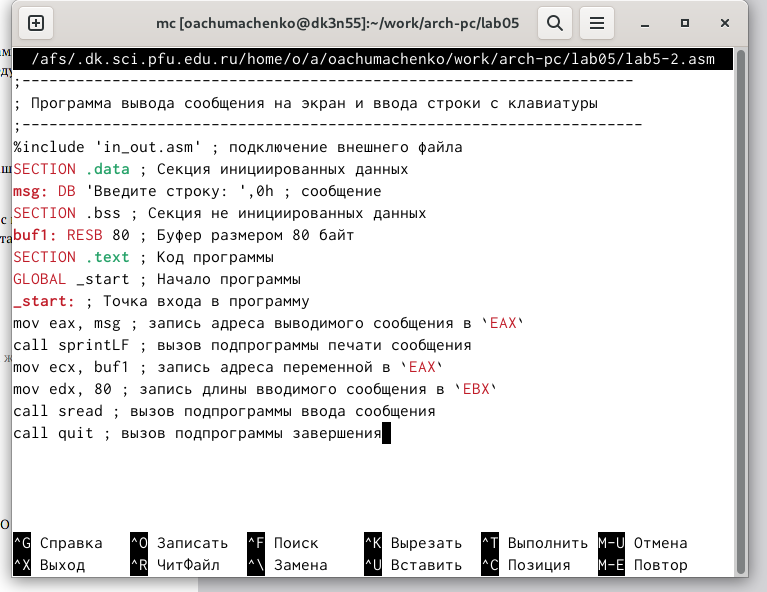 mc [oachumachenko@dk3n55]:~/work/arch-pc/lab05
/afs/.dk.sci.pfu.edu.ru/home/o/a/oachumachenko/work/arch-pc/lab05/lab5-2.asm
;--------------------------------------------------------------------
; Программа вывода сообщения на экран и ввода строки с клавиатуры
;---------------------------------------------------------------------
%include 'in_out.asm' ; подключение внешнего файла
SECTION .data ; Секция инициированных данных
msg: DB 'Введите строку: ',0h ; сообщение
SECTION .bss ; Секция не инициированных данных
buf1: RESB 80 ; Буфер размером 80 байт
SECTION .text ; Код программы
GLOBAL _start ; Начало программы
_start: ; Точка входа в программу
mov eax, msg ; запись адреса выводимого сообщения в `EAX`
call sprintLF ; вызов подпрограммы печати сообщения
mov ecx, buf1 ; запись адреса переменной в `EAX`
mov edx, 80 ; запись длины вводимого сообщения в `EBX`
call sread ; вызов подпрограммы ввода сообщения
call quit ; вызов подпрограммы завершения
^G Справка ^O Записать ^F Поиск ^K Вырезать ^T Выполнить M-U Отмена
^X Выход ^R ЧитФайл ^\ Замена ^U Вставить ^C Позиция M-E Повтор